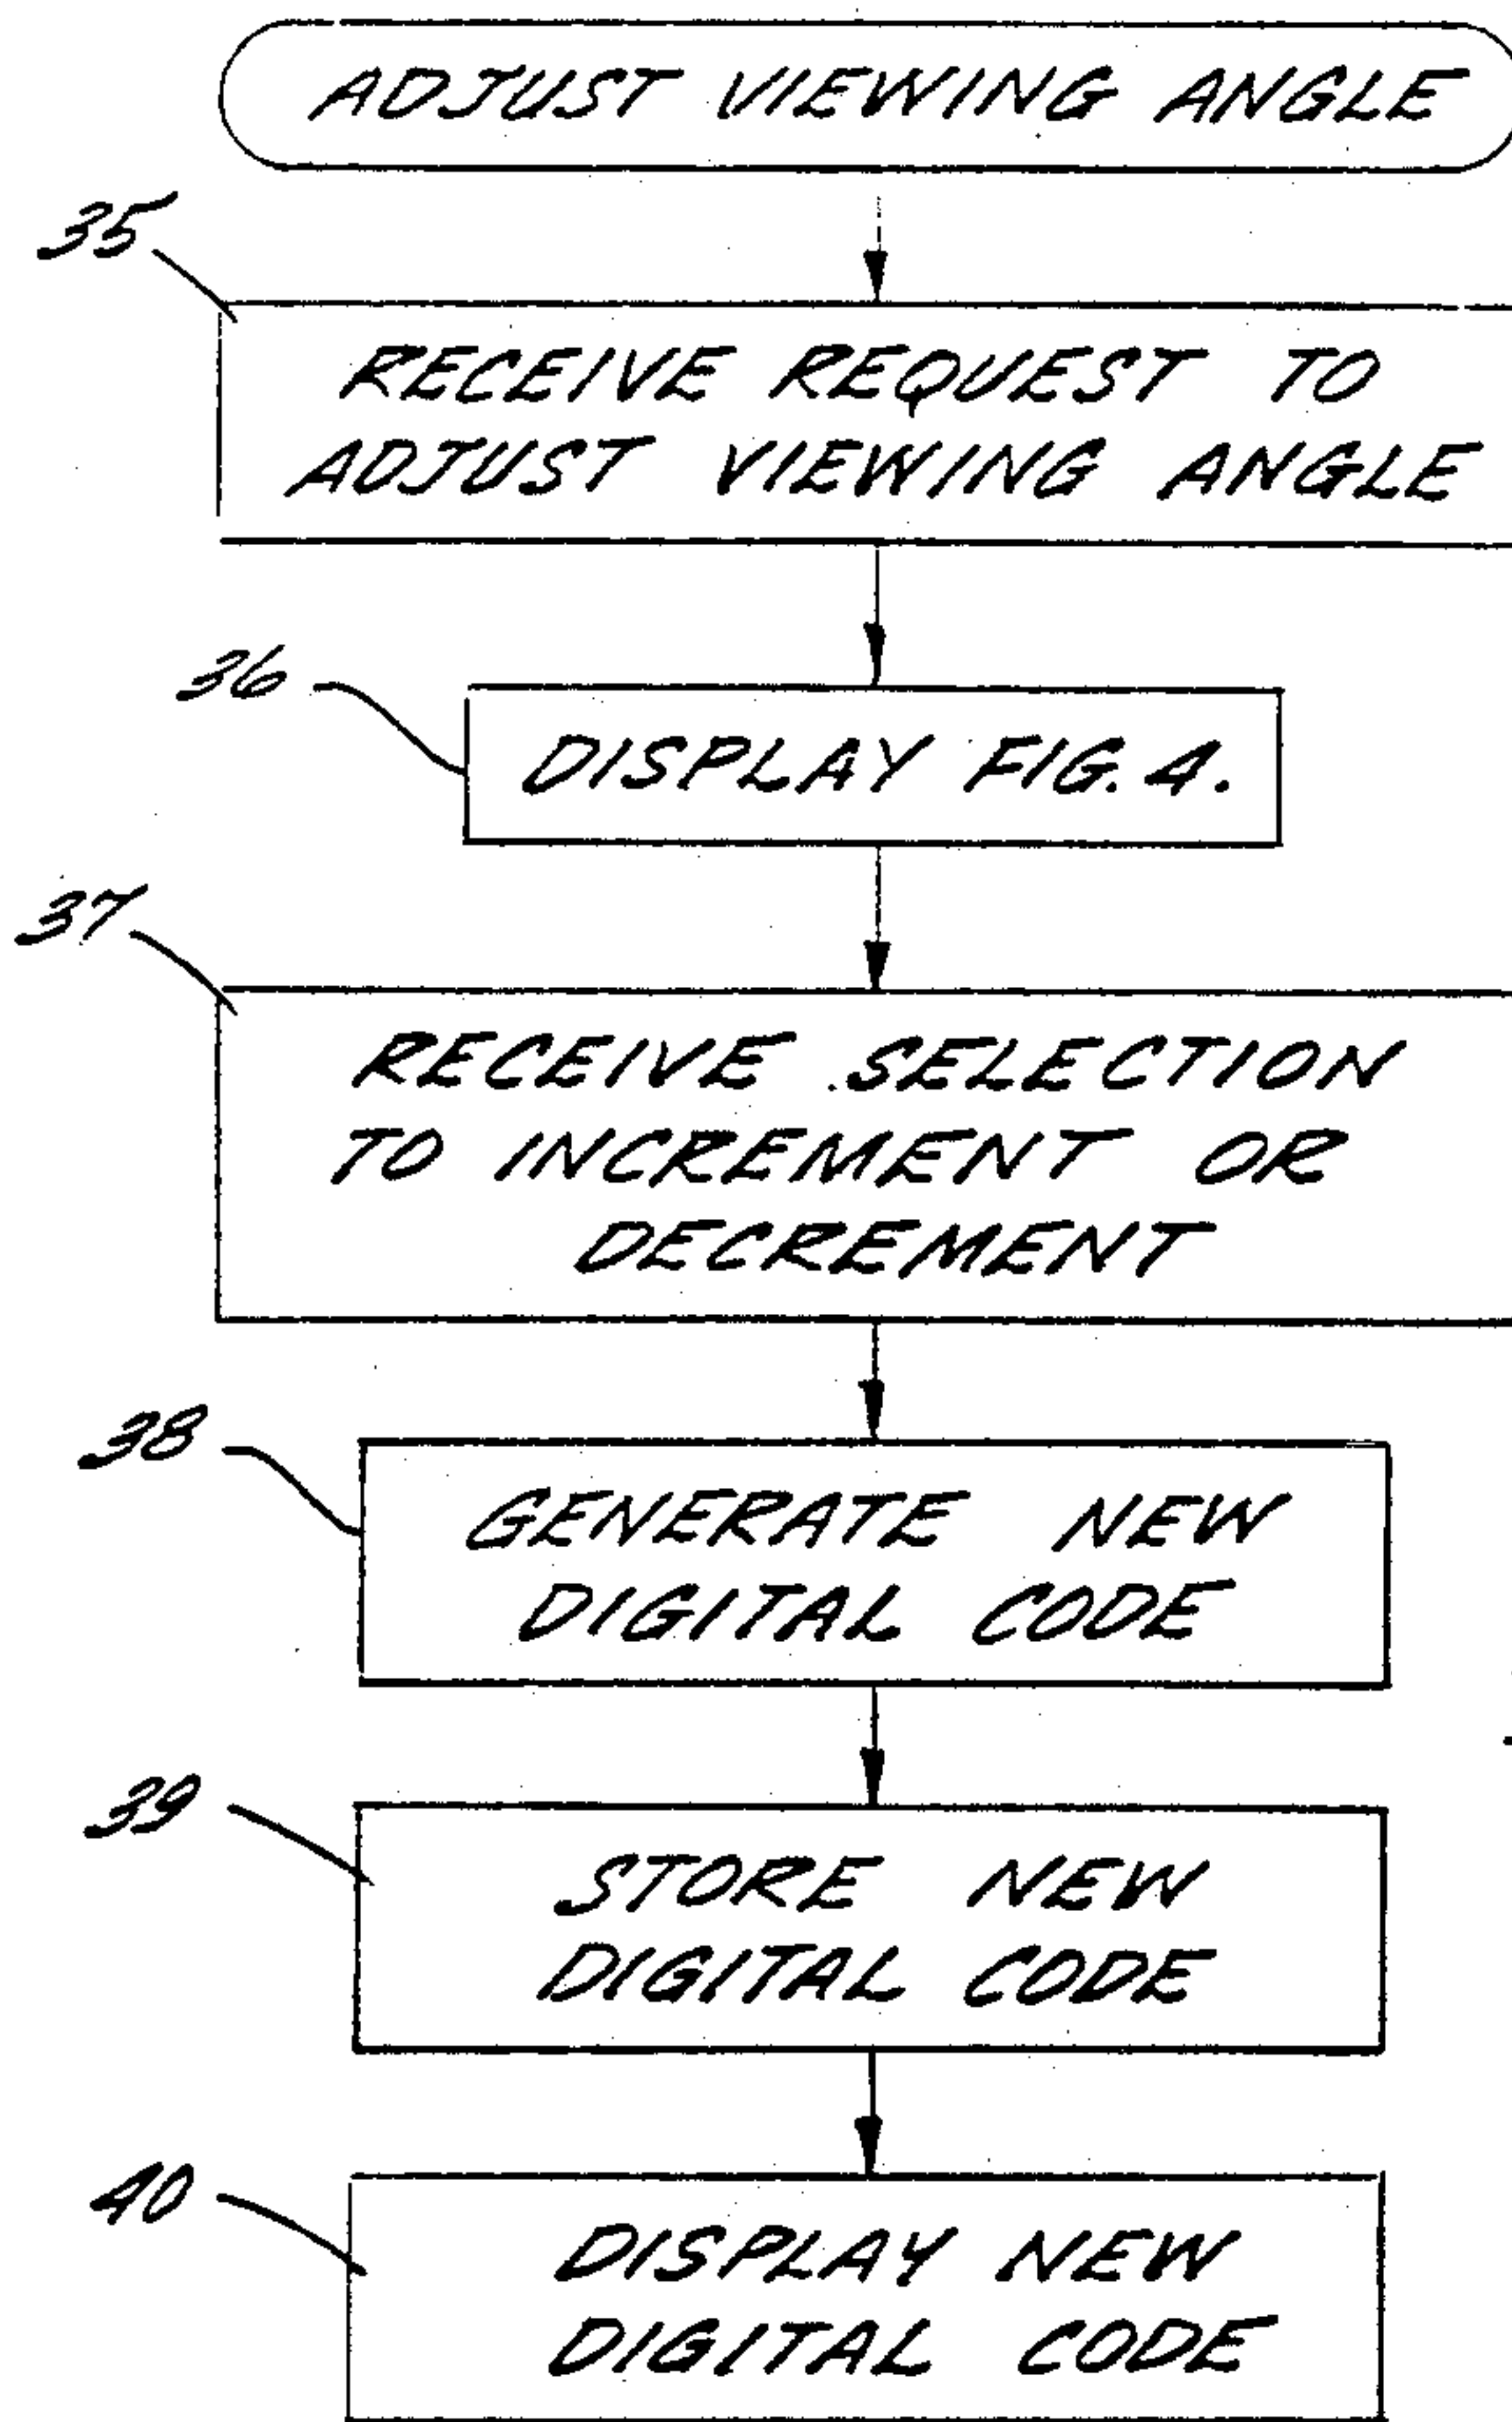 ADJUST VIEWING ANGLE
35
RECEIVE REQUEST TO
ADJUST VIEWING ANGLE
36
DISPLAY FIG. 4.
37
RECEIVE SELECTION
TO INCREMENT OR
DECREMENT
38
GENERATE NEW
DIGITAL CODE
39
STORE NEW
DIGITAL CODE
40
DISPLAY NEW
DIGITAL CODE